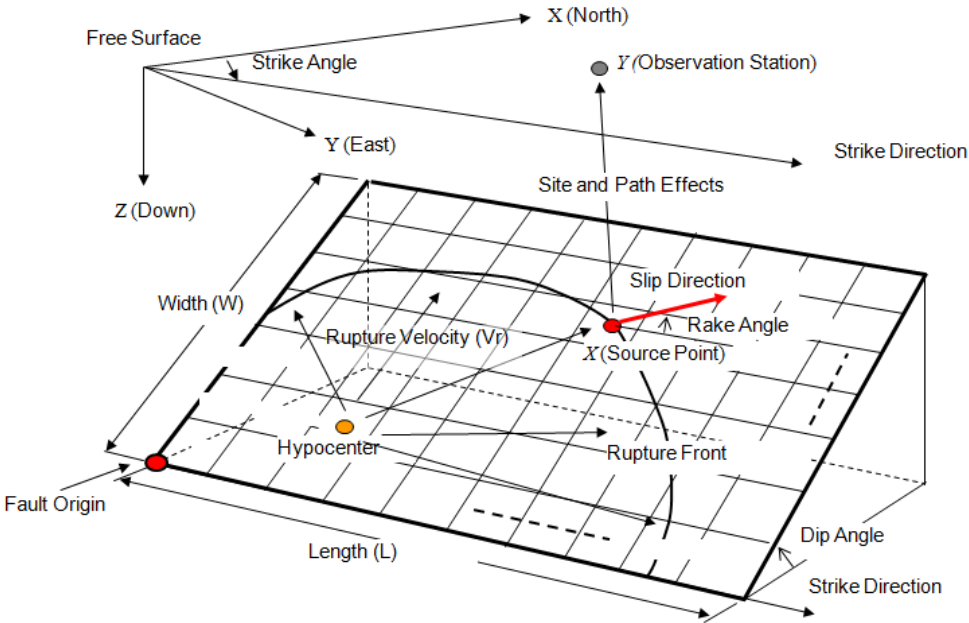 X (North)
Free Surface
Strike Angle
Y (Observation Station)
Y (East)
Strike Direction
Site and Path Effects
Z (Down)
Slip Direction
Width (W)
Rupture Velocity (Vr)
Rake Angle
X (Source Point)
Hypocenter
Rupture Front
Fault Origin
Length (L)
Dip Angle
Strike Direction